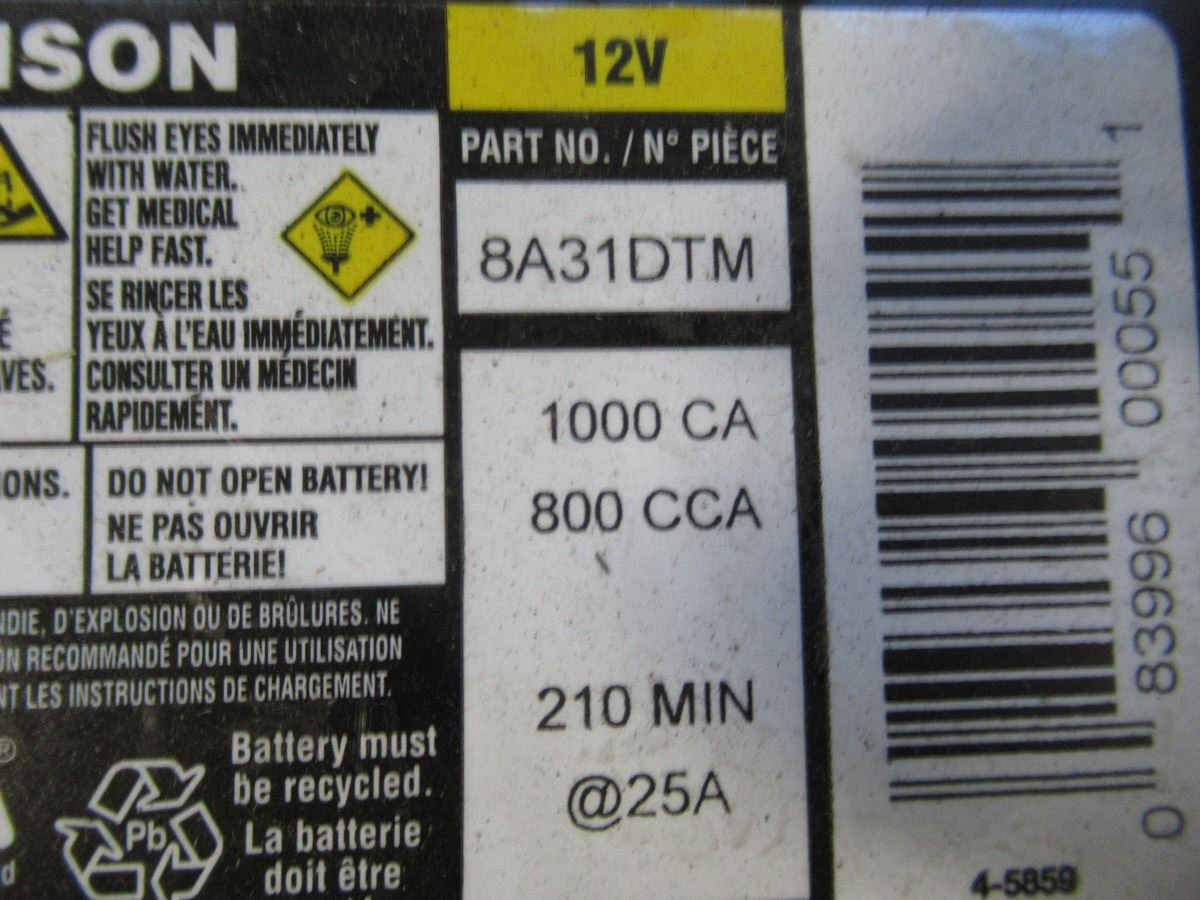 NSON
FLUSH EYES IMMEDIATELY
WITH WATER.
GET MEDICAL
HELP FAST.
SE RINCER LES
YEUX À L'EAU IMMÉDIATEMENT.
CONSULTER UN MÉDECIN
RAPIDEMENT.
É
VES.
ONS.
DO NOT OPEN BATTERY!
NE PAS OUVRIR
LA BATTERIE!
NDIE, D'EXPLOSION OU DE BRÛLURES. NE
ON RECOMMANDÉ POUR UNE UTILISATION
NT LES INSTRUCTIONS DE CHARGEMENT.
®
d
Pb
Battery must
be recycled.
La batterie
doit être
12V
PART NO. / N° PIÈCE
8A31DTM
1000 CA
800 CCA
210 MIN
@25A
0 83996 00055 1
4-5859